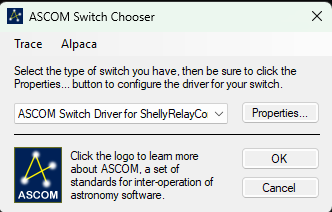 ASCOM Switch Chooser
Trace Alpaca
Select the type of switch you have, then be sure to click the
Properties... button to configure the driver for your switch.
ASCOM Switch Driver for ShellyRelayCo
Properties...
Click the logo to learn more
about ASCOM, a set of
standards for inter-operation of
astronomy software.
OK
Cancel
ASCOM